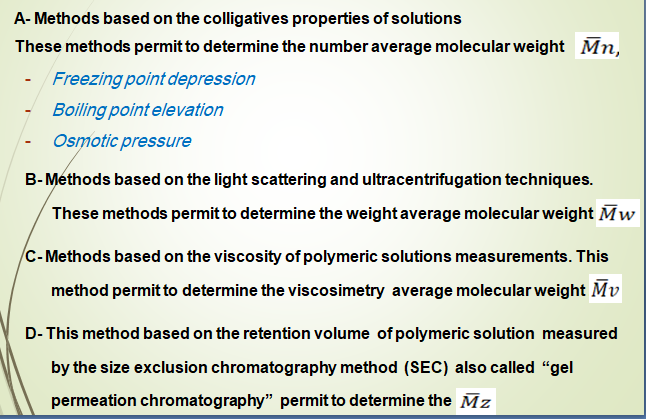 A- Methods based on the colligatives properties of solutions
These methods permit to determine the number average molecular weight M̅n,
- Freezing point depression
- Boiling point elevation
- Osmotic pressure
B- Methods based on the light scattering and ultracentrifugation techniques.
These methods permit to determine the weight average molecular weight M̅w
C- Methods based on the viscosity of polymeric solutions measurements. This
method permit to determine the viscosimetry average molecular weight M̅v
D- This method based on the retention volume of polymeric solution measured
by the size exclusion chromatography method (SEC) also called “gel
permeation chromatography” permit to determine the M̅z